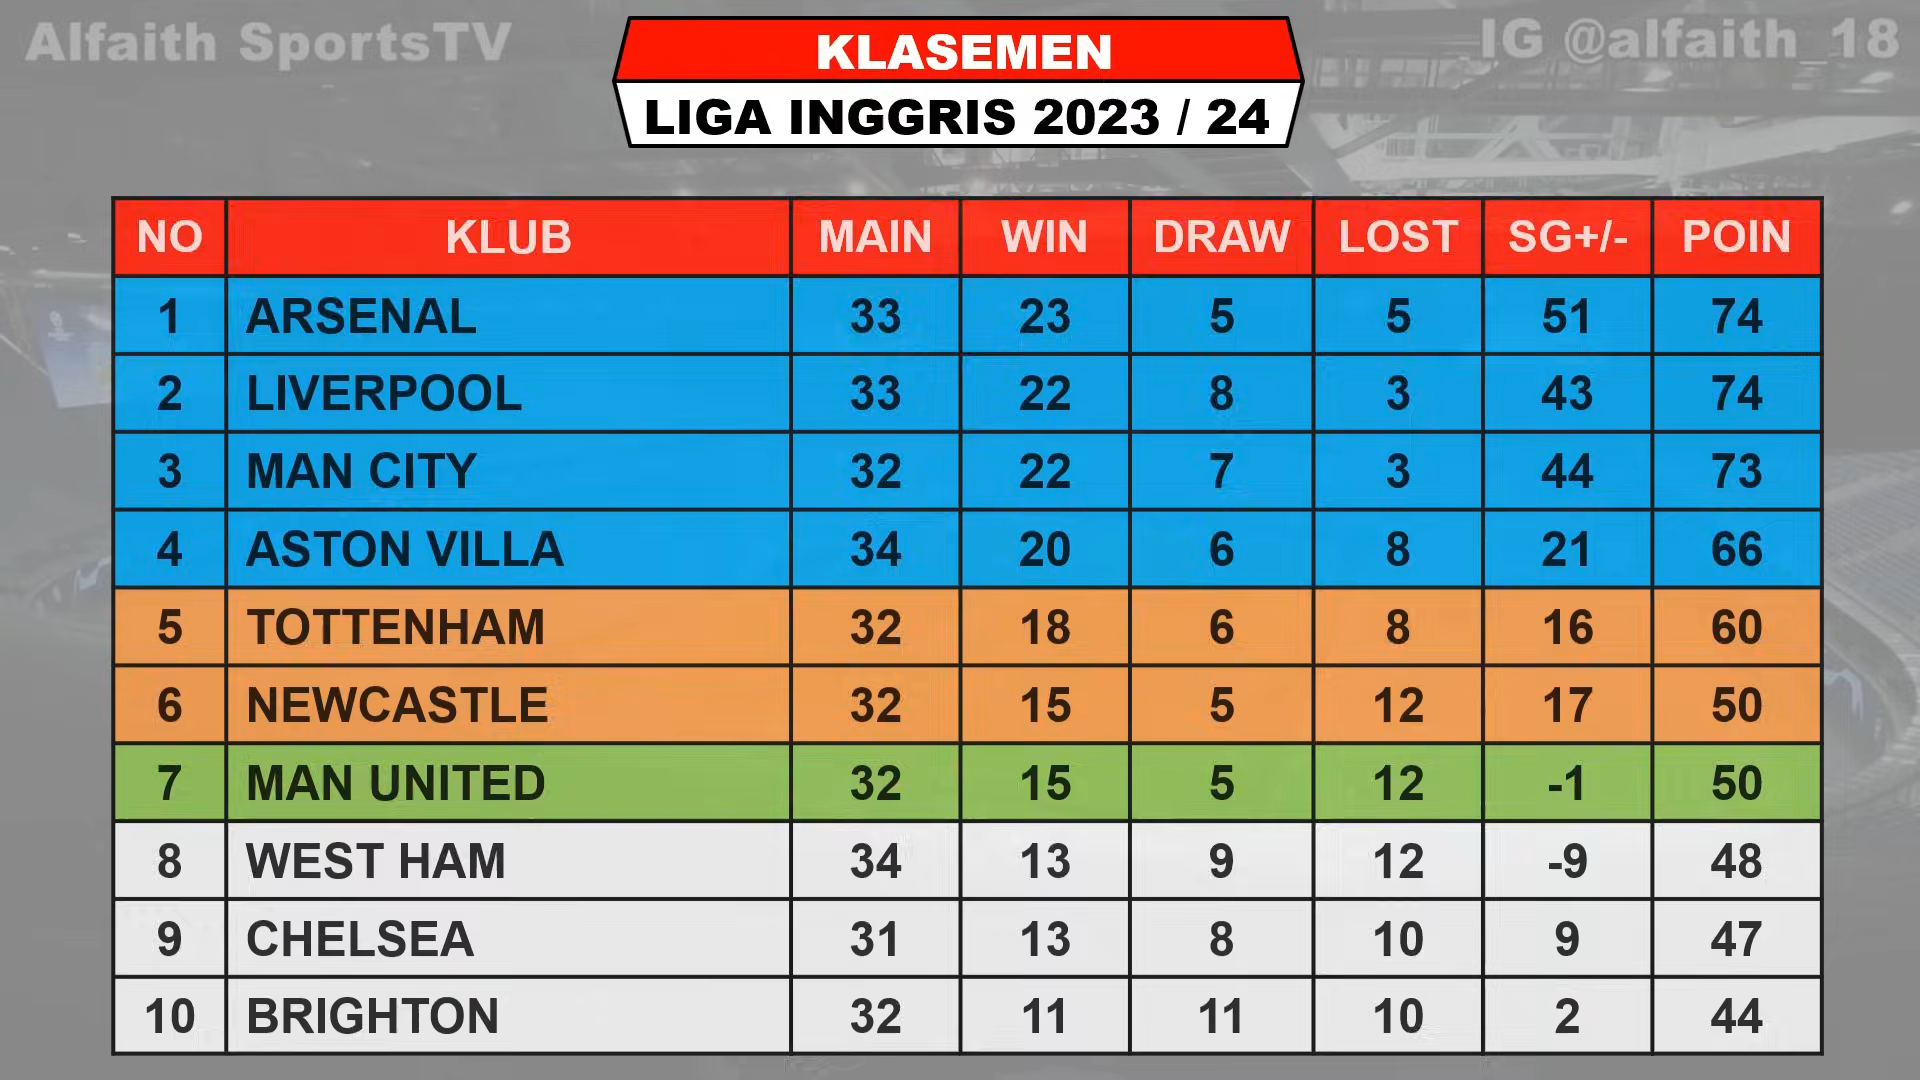 Alfaith SportsTV
KLASEMEN
IG @alfaith_18
LIGA INGGRIS 2023 / 24
NO KLUB MAIN WIN DRAW LOST SG+/- POIN
1 ARSENAL 33 23 5 5 51 74
2 LIVERPOOL 33 22 8 3 43 74
3 MAN CITY 32 22 7 3 44 73
4 ASTON VILLA 34 20 6 8 21 66
5 TOTTENHAM 32 18 6 8 16 60
6 NEWCASTLE 32 15 5 12 17 50
7 MAN UNITED 32 15 5 12 -1 50
8 WEST HAM 34 13 9 12 -9 48
9 CHELSEA 31 13 8 10 9 47
10 BRIGHTON 32 11 11 10 2 44